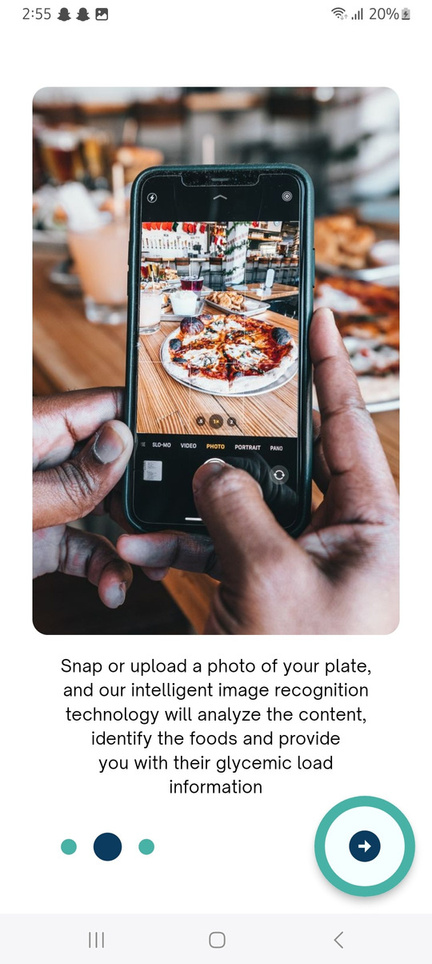 2:55 20%
SLO-MO VIDEO PHOTO PORTRAIT PANO
Snap or upload a photo of your plate,
and our intelligent image recognition
technology will analyze the content,
identify the foods and provide
you with their glycemic load
information